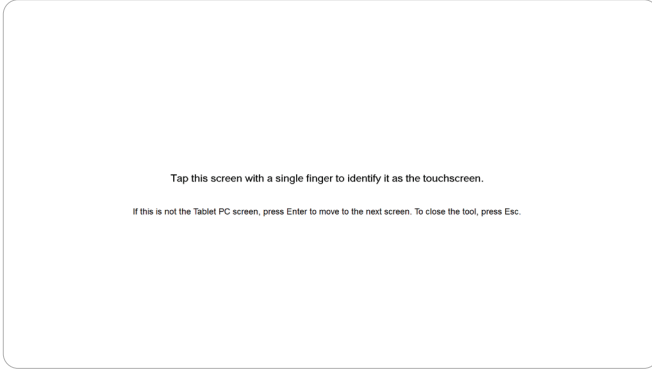 Tap this screen with a single finger to identify it as the touchscreen.
If this is not the Tablet PC screen, press Enter to move to the next screen. To close the tool, press Esc.